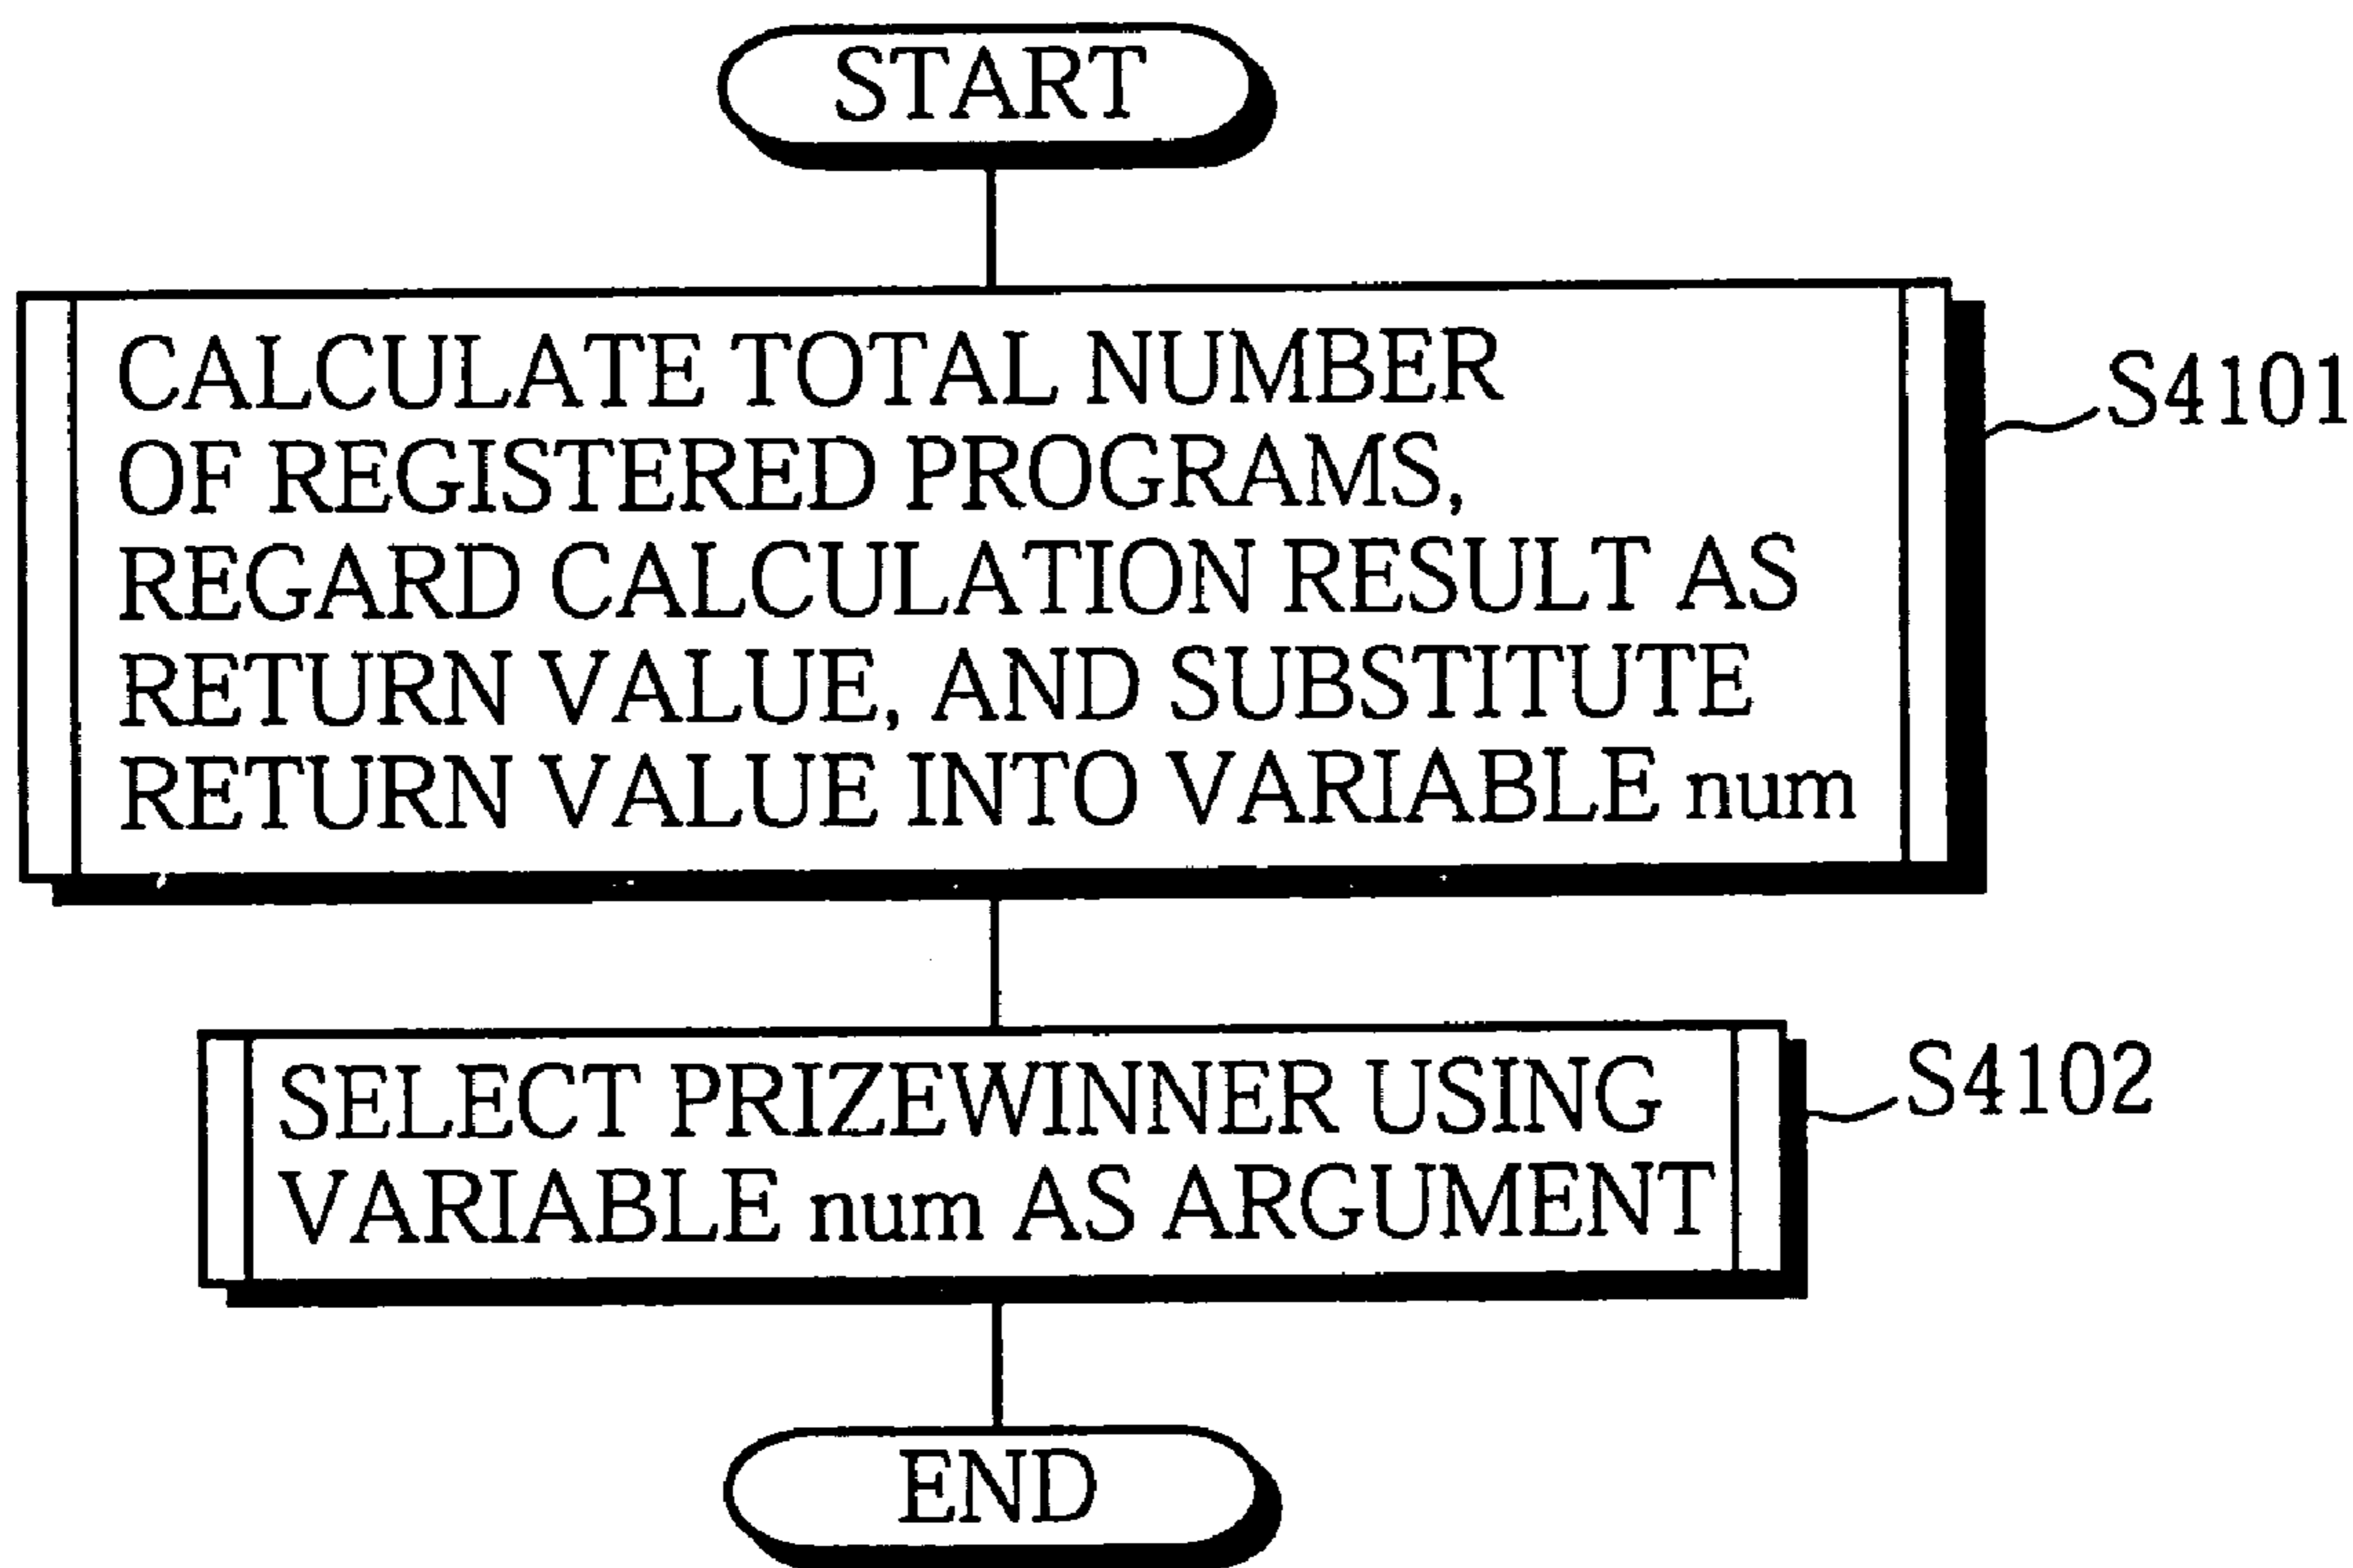 START
CALCULATE TOTAL NUMBER
OF REGISTERED PROGRAMS,
REGARD CALCULATION RESULT AS
RETURN VALUE, AND SUBSTITUTE
RETURN VALUE INTO VARIABLE num
S4101
SELECT PRIZEWINNER USING
VARIABLE num AS ARGUMENT
S4102
END